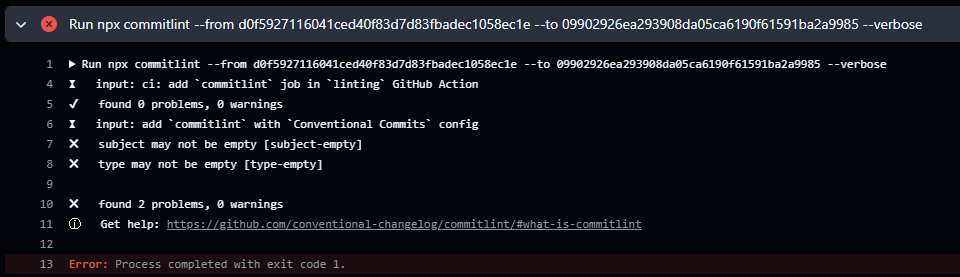 Run npx commitlint --from d0f5927116041ced40f83d7d83fbadec1058ec1e --to 09902926ea293908da05ca6190f61591ba2a9985 --verbose
1 ▶ Run npx commitlint --from d0f5927116041ced40f83d7d83fbadec1058ec1e --to 09902926ea293908da05ca6190f61591ba2a9985 --verbose
4 ⧗ input: ci: add `commitlint` job in `linting` GitHub Action
5 ✔ found 0 problems, 0 warnings
6 ⧗ input: add `commitlint` with `Conventional Commits` config
7 ✖ subject may not be empty [subject-empty]
8 ✖ type may not be empty [type-empty]
9
10 ✖ found 2 problems, 0 warnings
11 ⓘ Get help: https://github.com/conventional-changelog/commitlint/#what-is-commitlint
12
13 Error: Process completed with exit code 1.